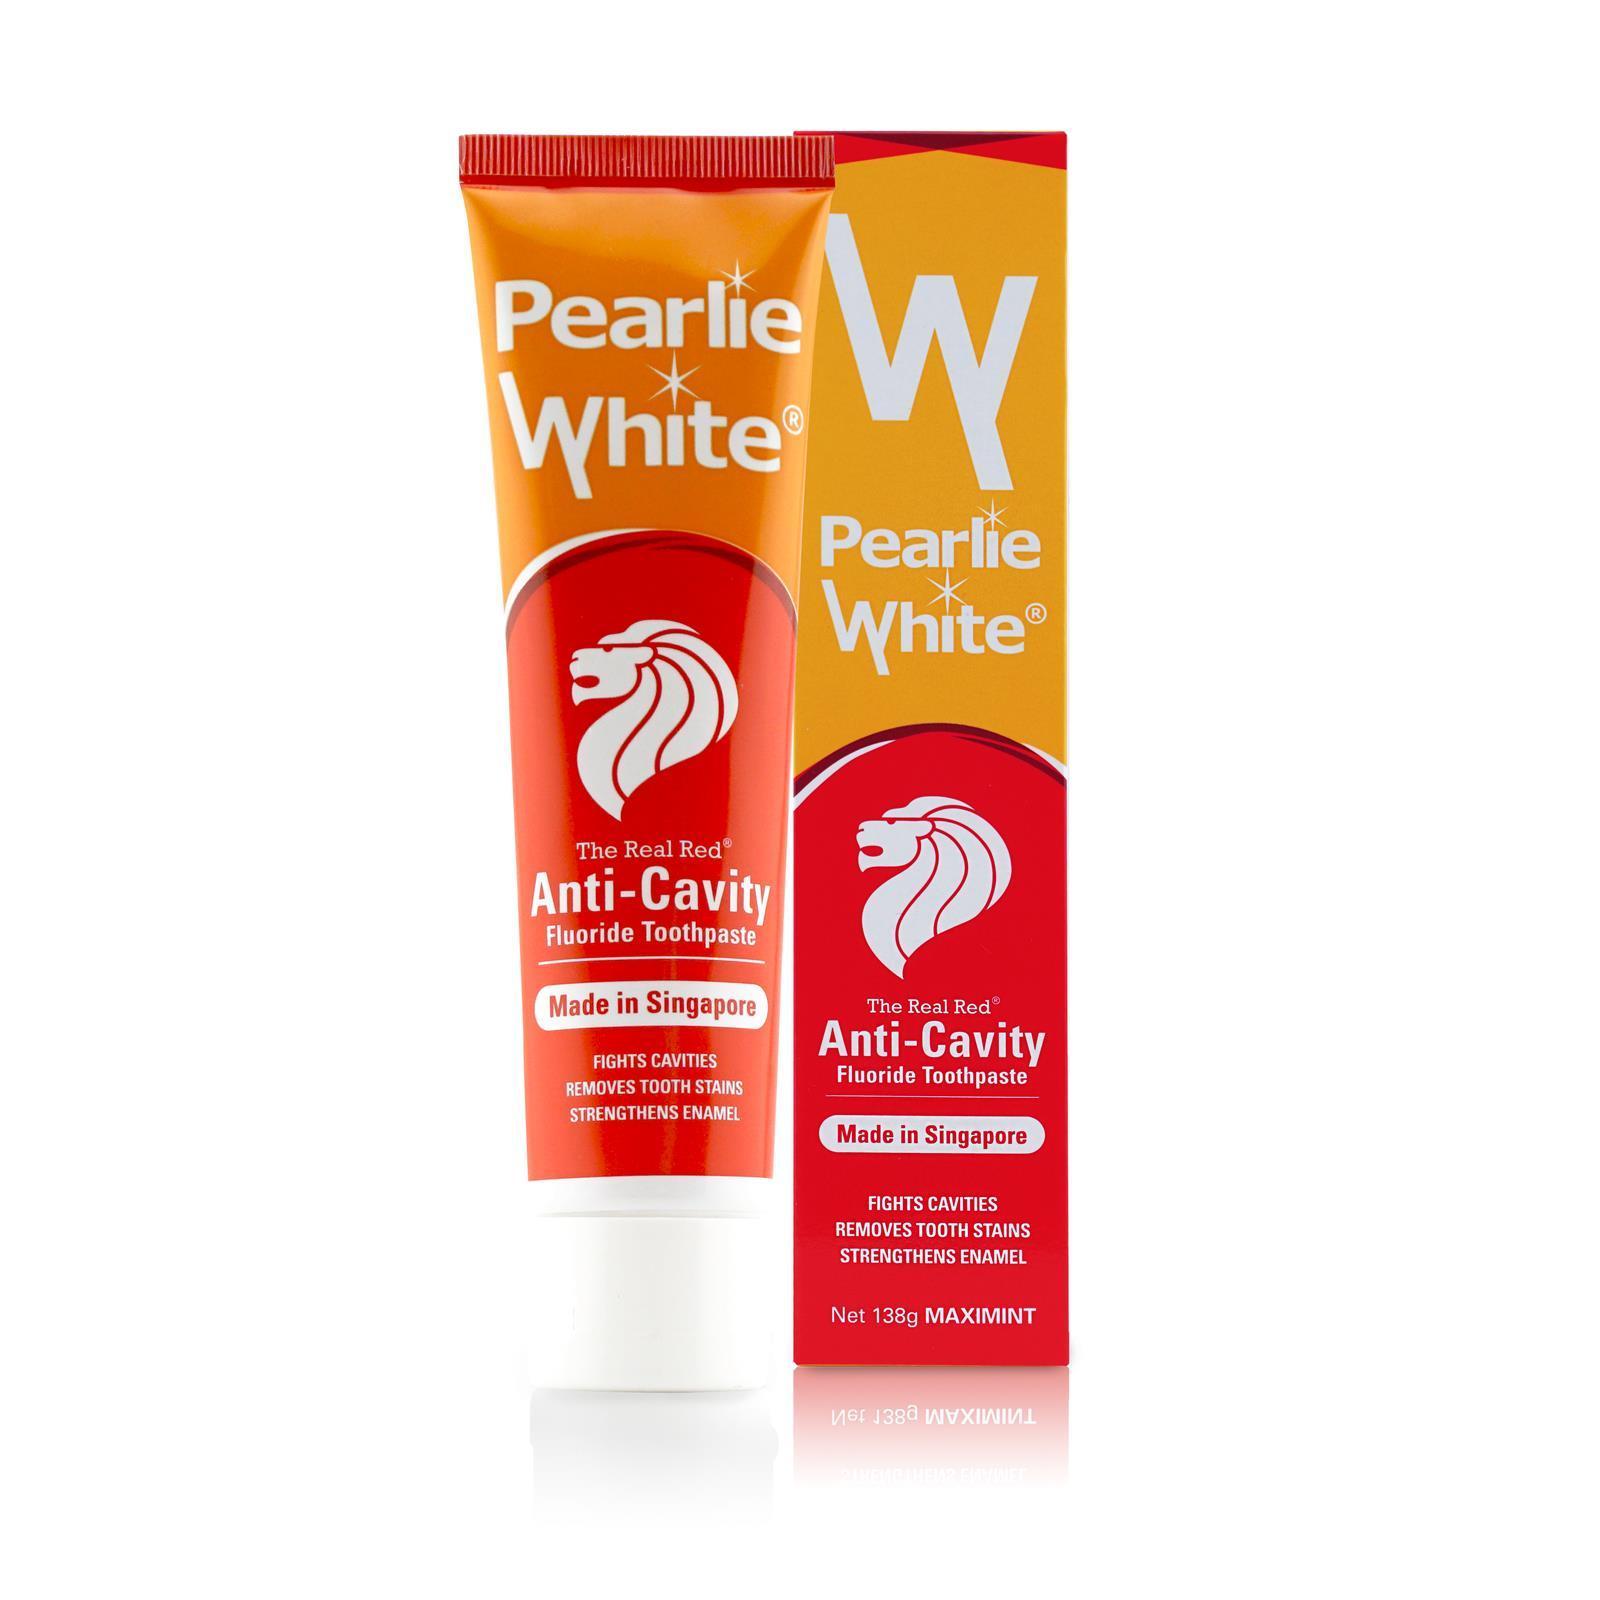 Pearlie
White®
The Real Red®
Anti-Cavity
Fluoride Toothpaste
Made in Singapore
FIGHTS CAVITIES
REMOVES TOOTH STAINS
STRENGTHENS ENAMEL
W
Pearlie
White®
The Real Red®
Anti-Cavity
Fluoride Toothpaste
Made in Singapore
FIGHTS CAVITIES
REMOVES TOOTH STAINS
STRENGTHENS ENAMEL
Net 138g MAXIMINT